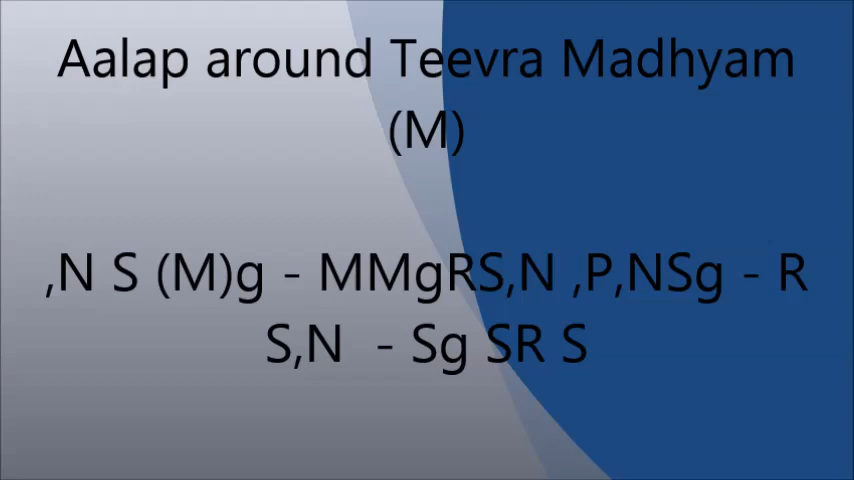 Aalap around Teevra Madhyam
(M)
,N S (M)g - MMgRS,N ,P,NSg - R
S,N  - Sg SR S